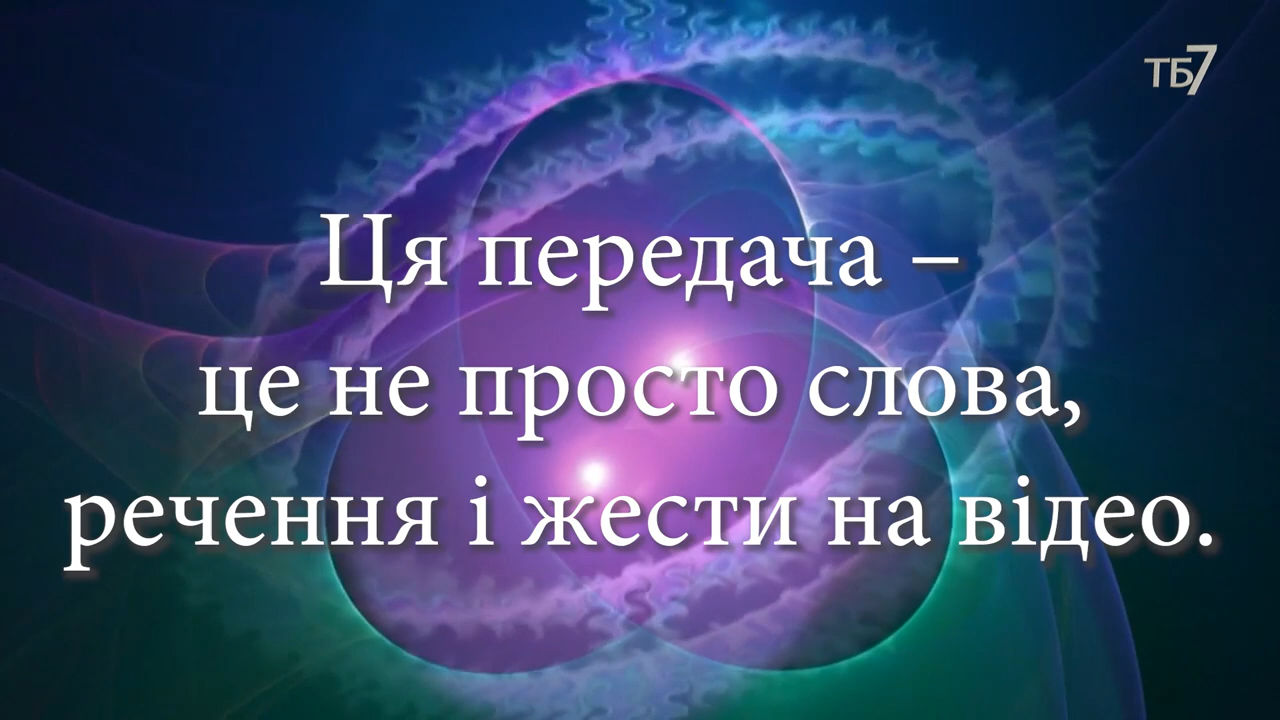 ТБ7
Ця передача –
це не просто слова,
речення і жести на відео.